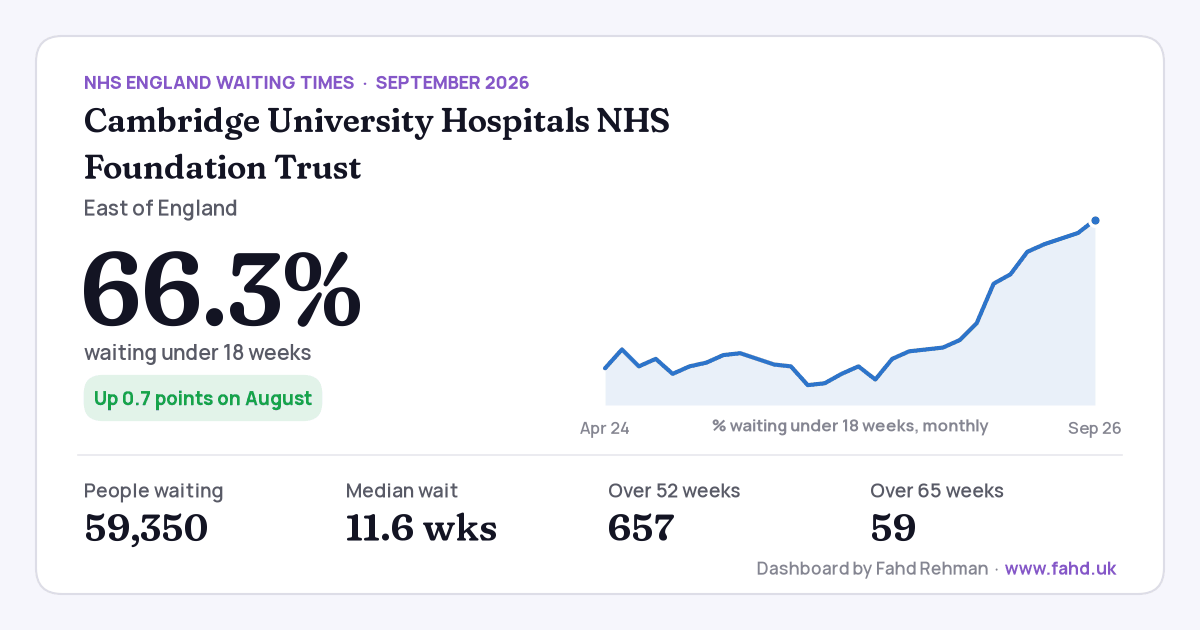 NHS ENGLAND WAITING TIMES · SEPTEMBER 2026
Cambridge University Hospitals NHS
Foundation Trust
East of England
66.3%
waiting under 18 weeks
Up 0.7 points on August
Apr 24
% waiting under 18 weeks, monthly
Sep 26
People waiting
59,350
Median wait
11.6 wks
Over 52 weeks
657
Over 65 weeks
59
Dashboard by Fahd Rehman · www.fahd.uk